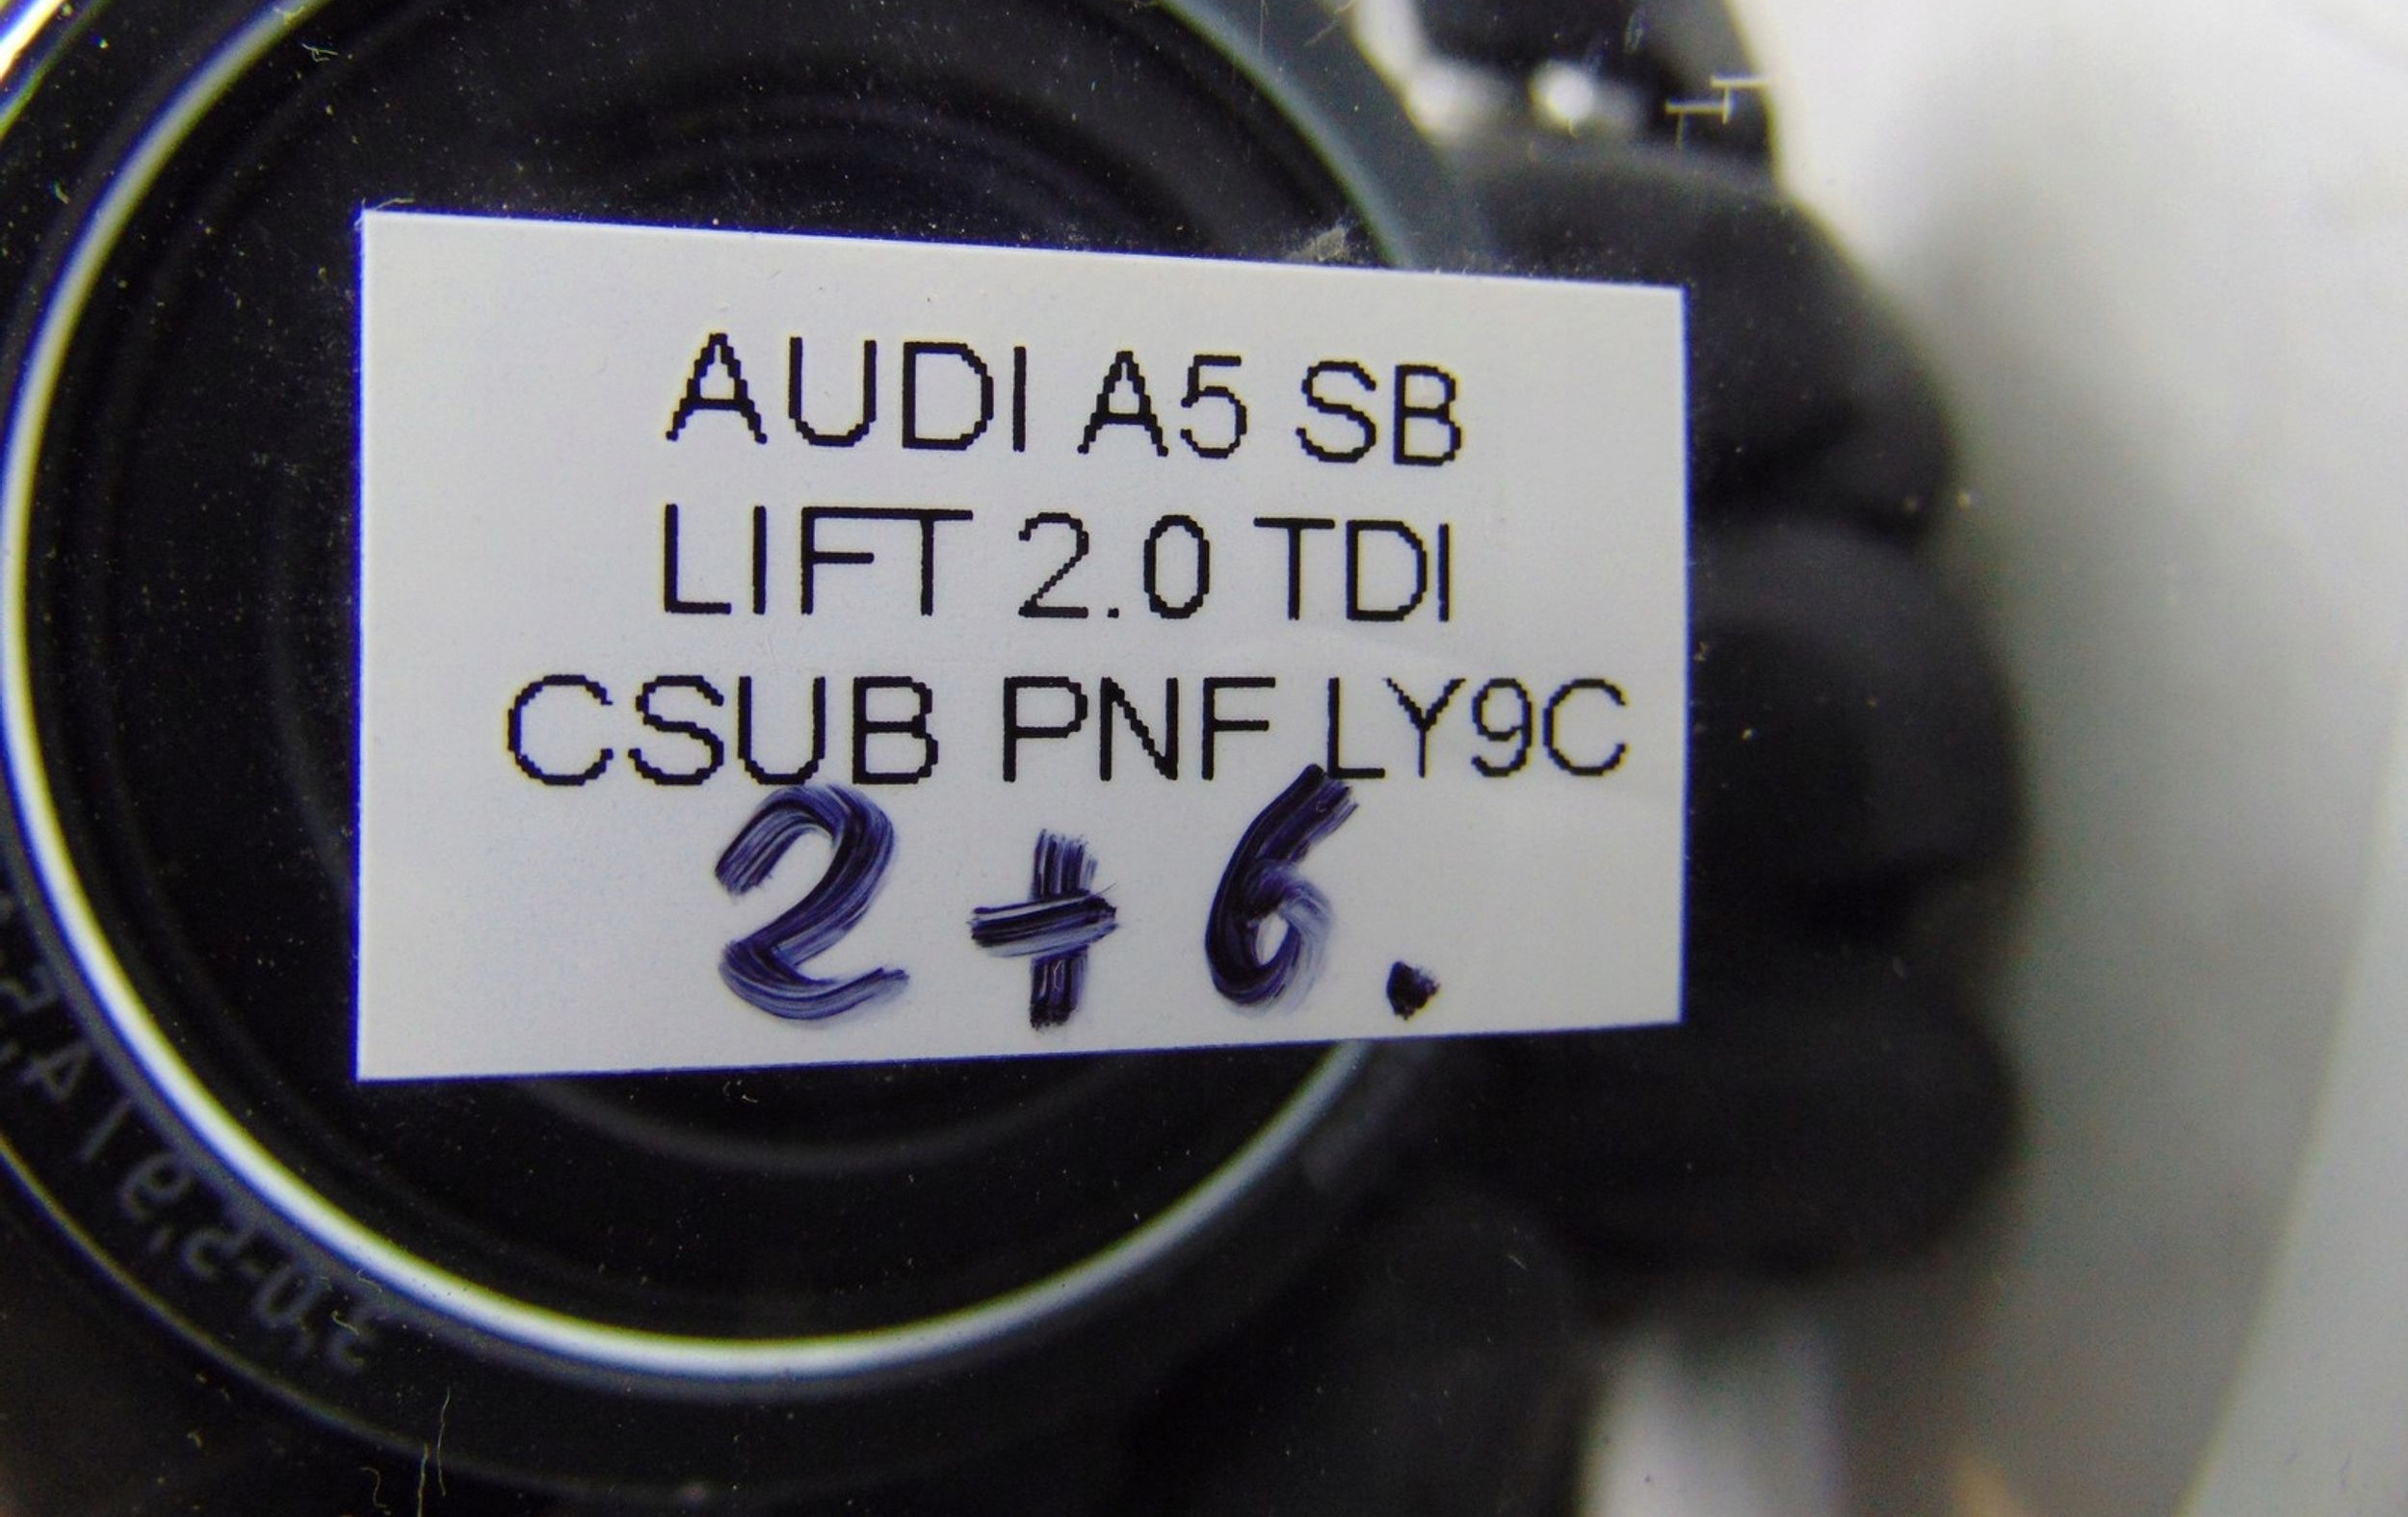 AUDI A5 SB
LIFT 2.0 TDI
CSUB PNF LY9C
2+6.